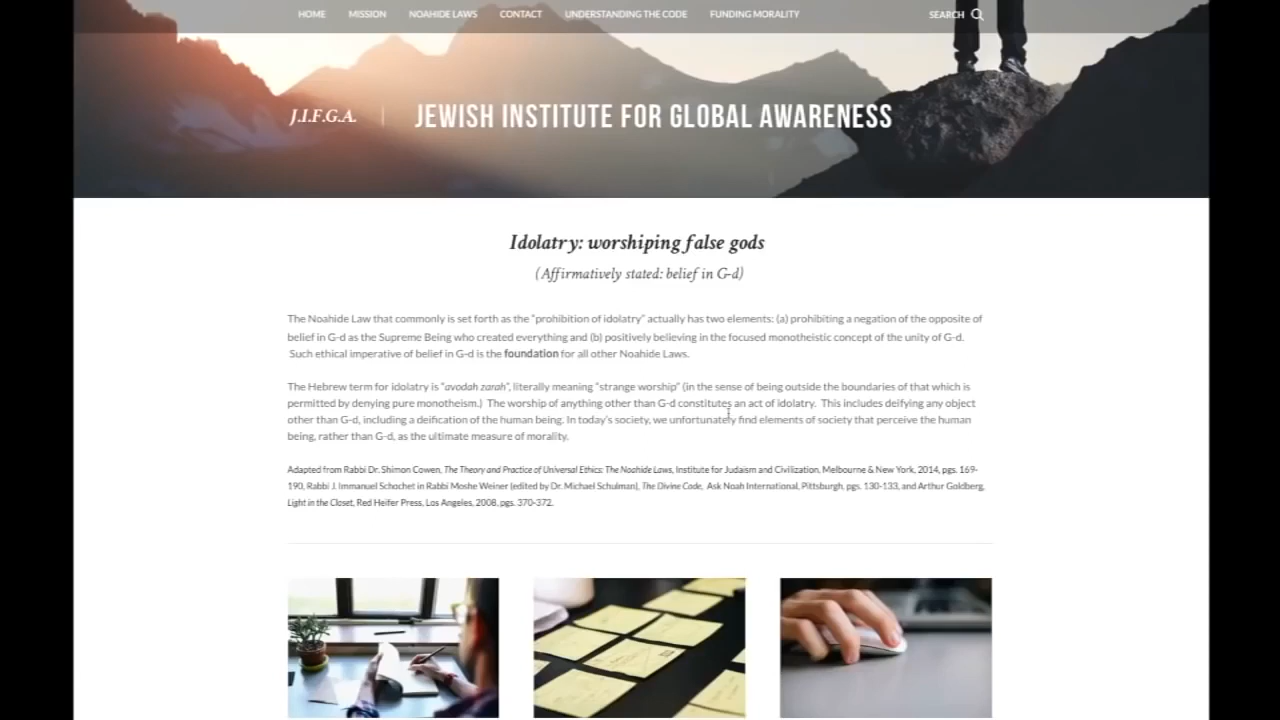 HOME MISSION NOAHIDE LAWS CONTACT UNDERSTANDING THE CODE FUNDING MORALITY SEARCH
J.I.F.G.A. | JEWISH INSTITUTE FOR GLOBAL AWARENESS
Idolatry: worshiping false gods
(Affirmatively stated: belief in G-d)
The Noahide Law that commonly is set forth as the "prohibition of idolatry" actually has two elements: (a) prohibiting a negation of the opposite of
belief in G-d as the Supreme Being who created everything and (b) positively believing in the focused monotheistic concept of the unity of G-d.
Such ethical imperative of belief in G-d is the foundation for all other Noahide Laws.
The Hebrew term for idolatry is "avodah zarah", literally meaning "strange worship" (in the sense of being outside the boundaries of that which is
permitted by denying pure monotheism.) The worship of anything other than G-d constitutes an act of idolatry. This includes deifying any object
other than G-d, including a deification of the human being. In today's society, we unfortunately find elements of society that perceive the human
being, rather than G-d, as the ultimate measure of morality.
Adapted from Rabbi Dr. Shimon Cowen, The Theory and Practice of Universal Ethics: The Noahide Laws, Institute for Judaism and Civilization, Melbourne & New York, 2014, pgs. 169-
190, Rabbi J. Immanuel Schochet in Rabbi Moshe Weiner (edited by Dr. Michael Schulman), The Divine Code, Ask Noah International, Pittsburgh, pgs. 130-133, and Arthur Goldberg,
Light in the Closet, Red Heifer Press, Los Angeles, 2008, pgs. 370-372.